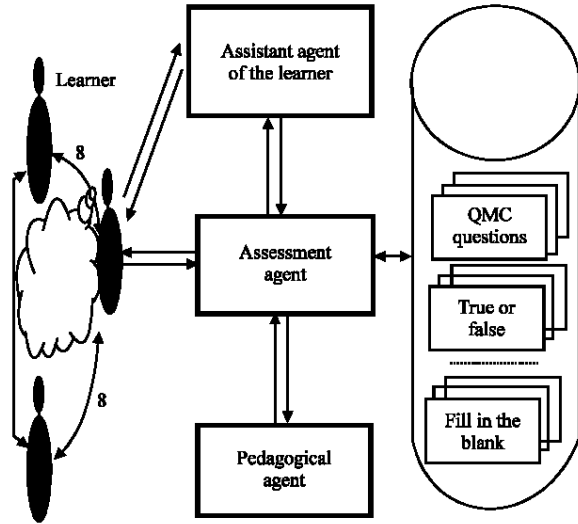 Assistant agent
of the learner
Learner
8
QMC
questions
Assessment
agent
True or
false
8
Fill in the
blank
Pedagogical
agent